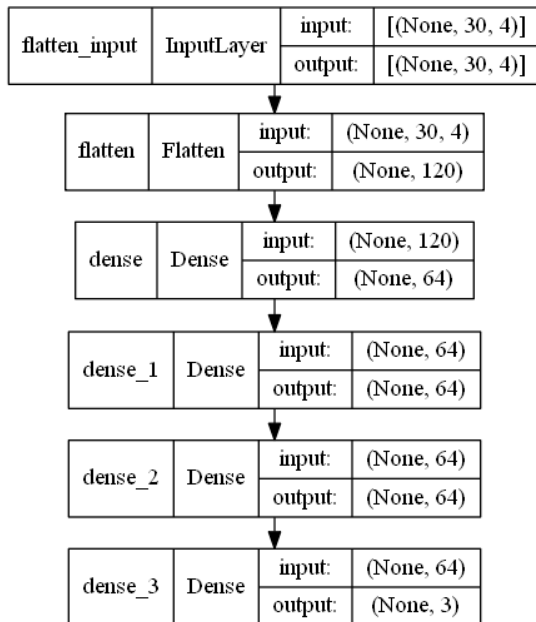 flatten_input InputLayer input: [(None, 30, 4)]
output: [(None, 30, 4)]
flatten Flatten input: (None, 30, 4)
output: (None, 120)
dense Dense input: (None, 120)
output: (None, 64)
dense_1 Dense input: (None, 64)
output: (None, 64)
dense_2 Dense input: (None, 64)
output: (None, 64)
dense_3 Dense input: (None, 64)
output: (None, 3)